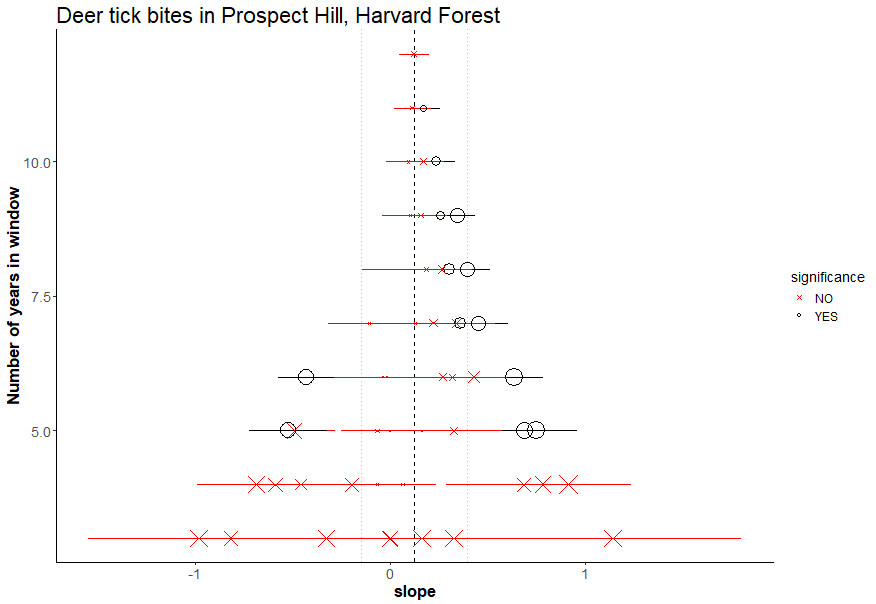 Deer tick bites in Prospect Hill, Harvard Forest
Number of years in window
10.0
7.5
5.0
-1
0
1
slope
significance
NO
YES